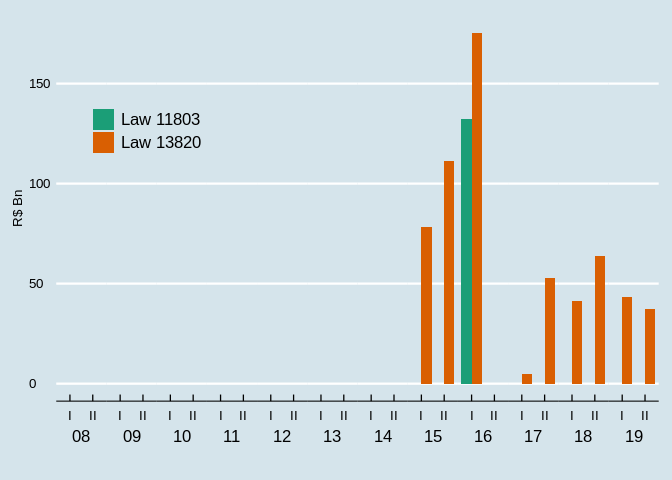 150
Law 11803
Law 13820
100
R$ Bn
50
0
I II I II I II I II I II I II I II I II I II I II I II I II
08 09 10 11 12 13 14 15 16 17 18 19